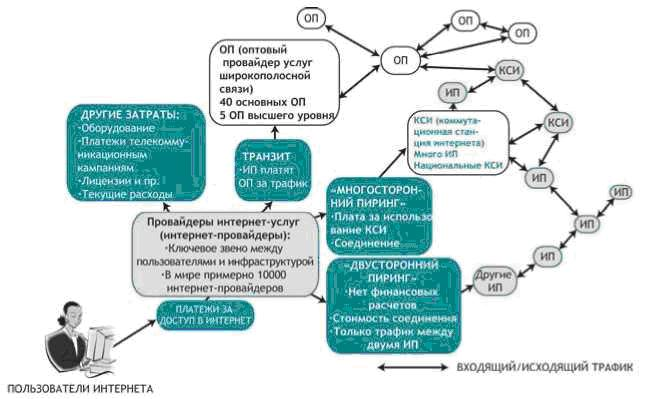 ОП
ОП
ОП
ОП
ОП (оптовый
провайдер услуг
широкополосной
связи)
40 основных ОП
5 ОП высшего уровня
КСИ
ИП
КСИ
КСИ (коммута-
ционная стан-
ция интернета)
Много ИП
Национальные КСИ
ИП
ИП
ИП
ИП
Другие
ИП
ДРУГИЕ ЗАТРАТЫ:
·Оборудование
·Платежи телекомму-
никационным
кампаниям
·Лицензии и пр.
·Текущие расходы
ТРАНЗИТ
·ИП платят
ОП за трафик
«МНОГОСТОРОН-
НИЙ ПИРИНГ»
·Плата за использо
вание КСИ
·Соединение
Провайдеры интернет-услуг
(интернет-провайдеры):
·Ключевое звено между
пользователями и инфраструктурой
·В мире примерно 10000
интернет-провайдеров
«ДВУСТОРОННИЙ
ПИРИНГ»
·Нет финансовых
расчетов
·Стоимость соединения
·Только трафик между
двумя ИП
ПЛАТЕЖИ ЗА
ДОСТУП В ИНТЕРНЕТ
ВХОДЯЩИЙ/ИСХОДЯЩИЙ ТРАФИК
ПОЛЬЗОВАТЕЛИ ИНТЕРНЕТА